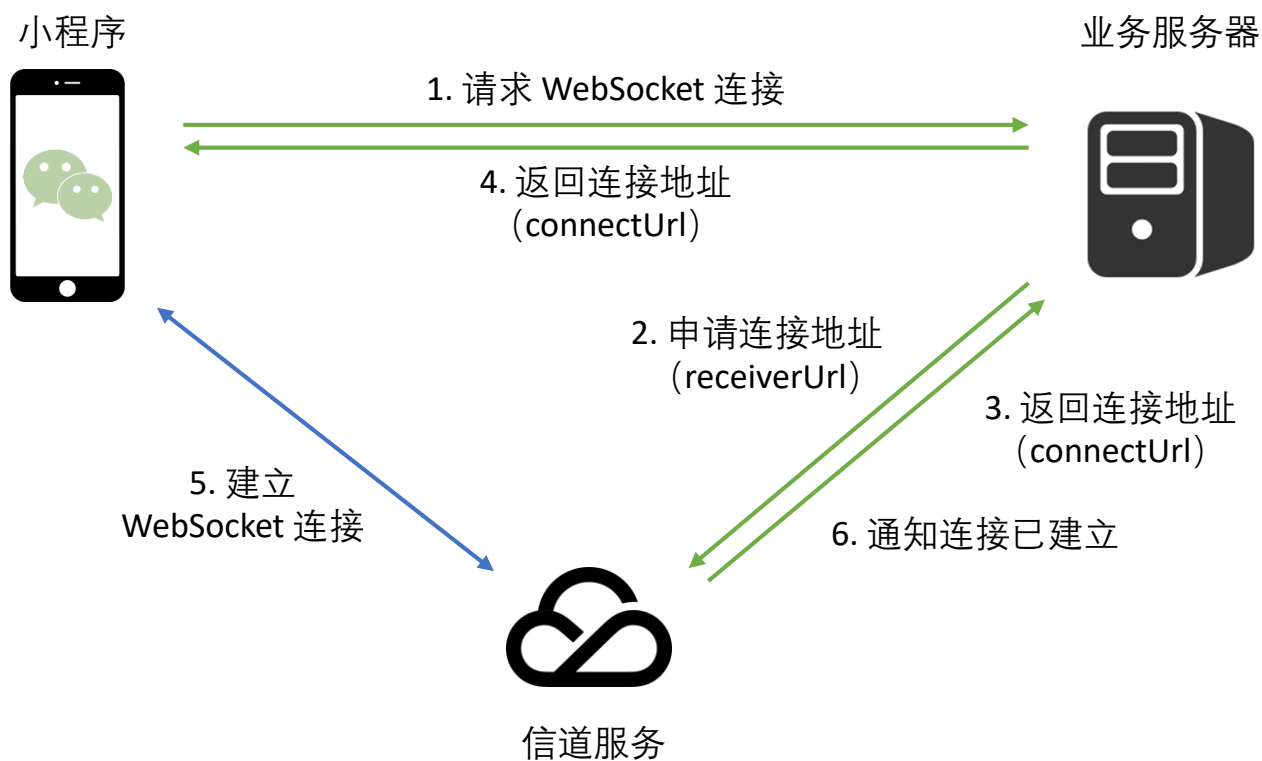 小程序
业务服务器
1. 请求 WebSocket 连接
4. 返回连接地址
（connectUrl）
2. 申请连接地址
（receiverUrl）
3. 返回连接地址
（connectUrl）
5. 建立
WebSocket 连接
6. 通知连接已建立
信道服务